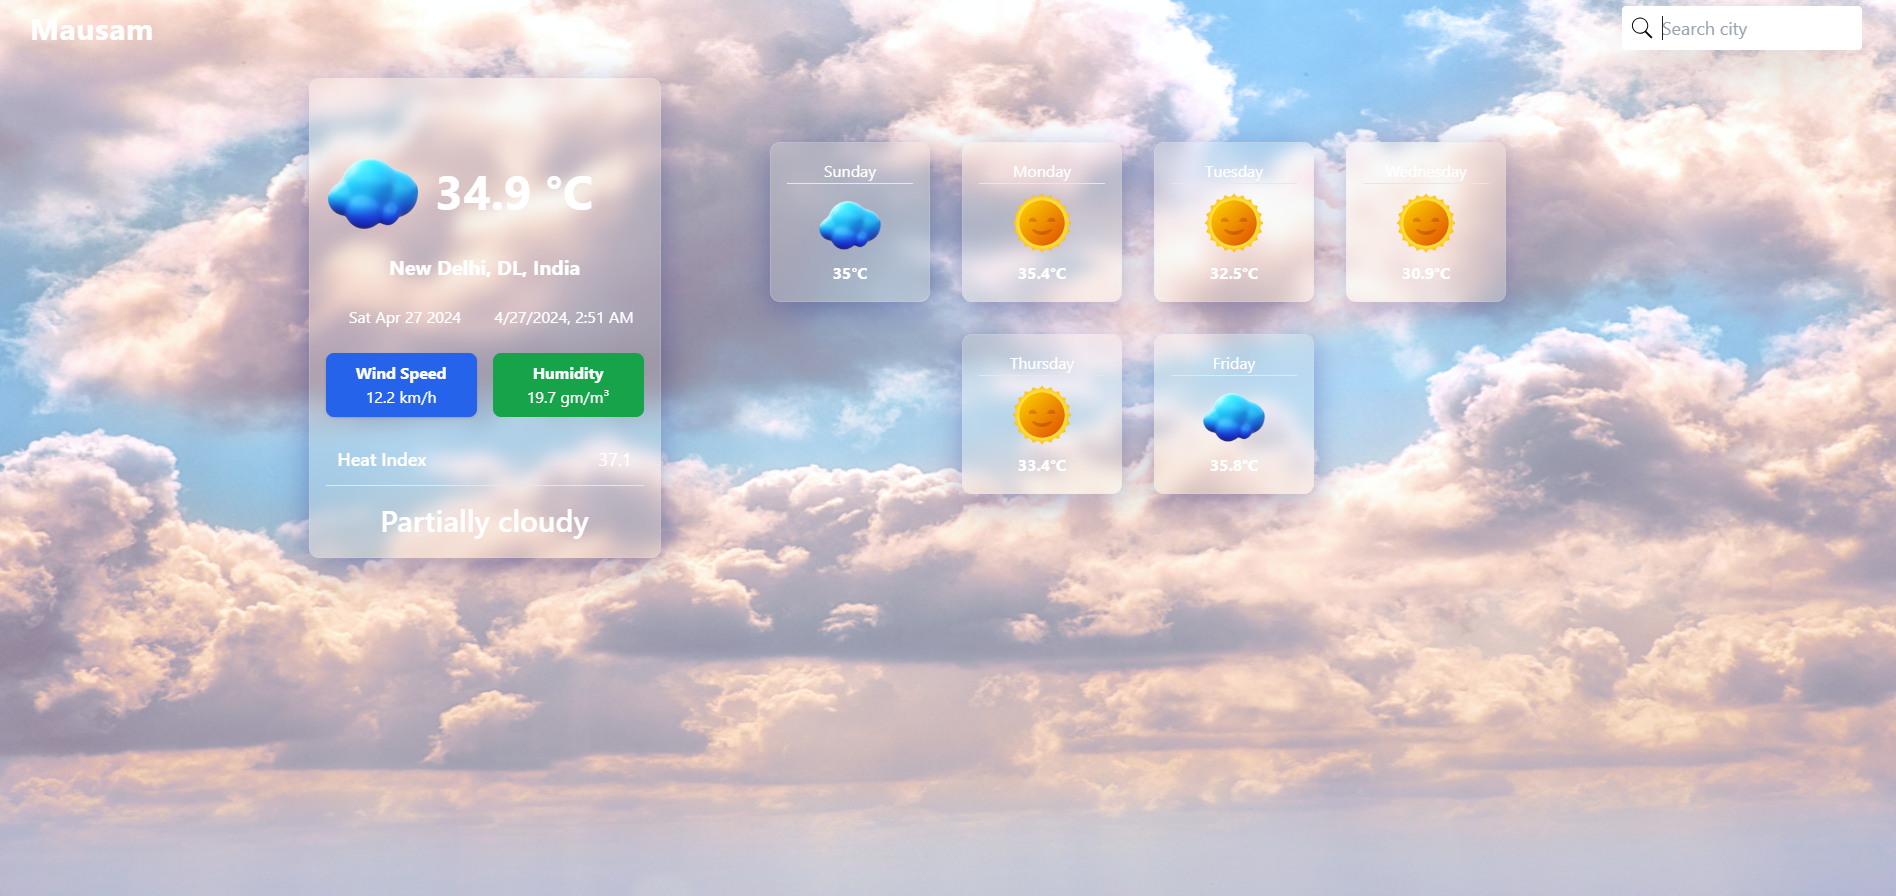 Mausam
Search city
34.9 °C
New Delhi, DL, India
Sat Apr 27 2024 4/27/2024, 2:51 AM
Wind Speed
12.2 km/h
Humidity
19.7 gm/m³
Heat Index 37.1
Partially cloudy
Sunday
35°C
Monday
35.4°C
Tuesday
32.5°C
Wednesday
30.9°C
Thursday
33.4°C
Friday
35.8°C